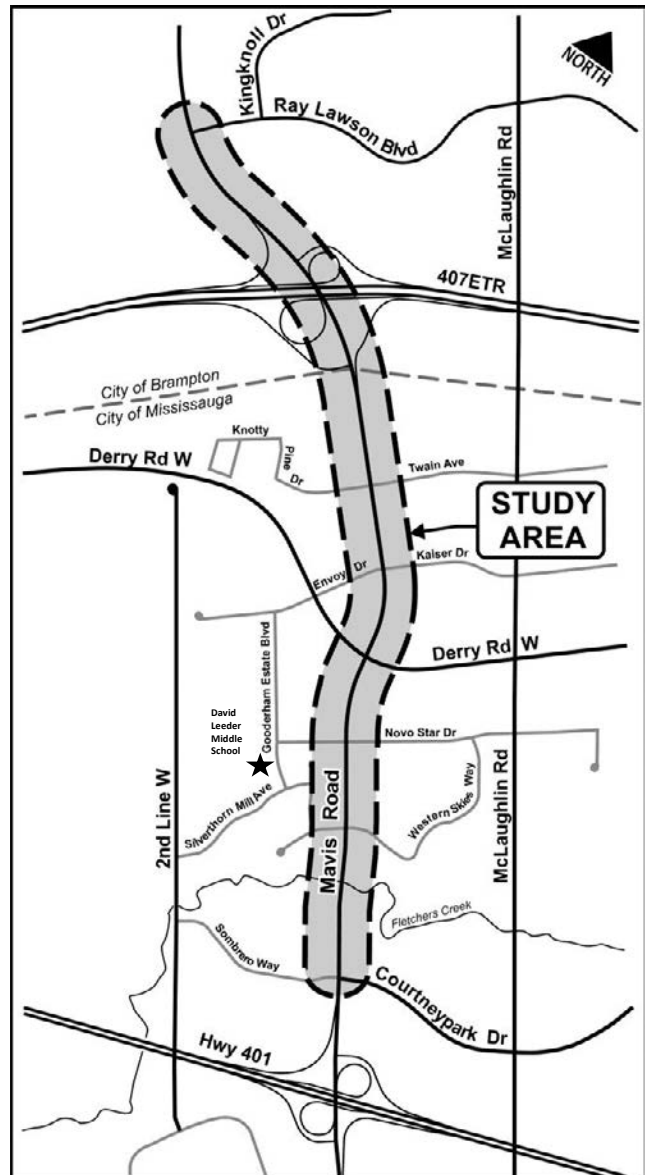 Kingknoll Dr
NORTH
Ray Lawson Blvd
McLaughlin Rd
407ETR
City of Brampton
City of Mississauga
Knotty
Pine
Dr
Derry Rd W
Twain Ave
STUDY
AREA
Envoy Dr
Kaiser Dr
Gooderham Estate Blvd
Derry Rd W
David
Leeder
Middle
School
Novo Star Dr
2nd Line W
Silverthorn Mill Ave
Mavis Road
Western Skies Way
McLaughlin Rd
Fletchers Creek
Sombrero Way
Courtneypark Dr
Hwy 401